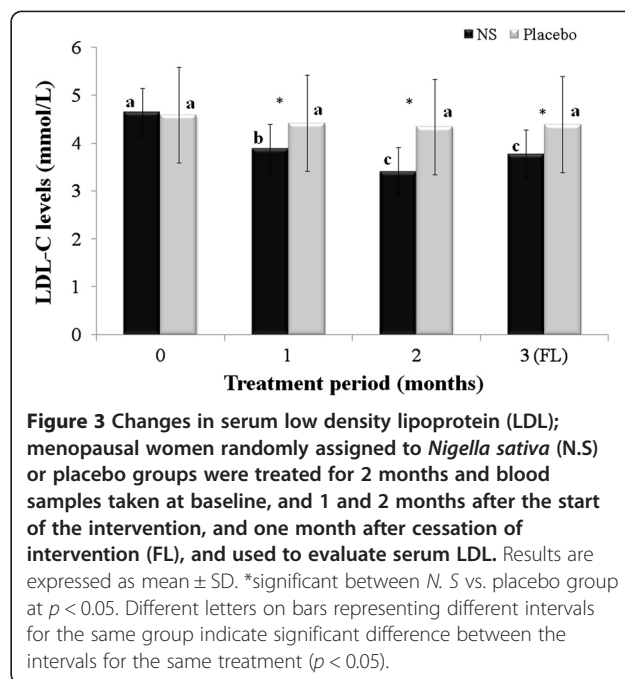 NS Placebo
6
5
4
3
2
1
0
LDL-C levels (mmol/L)
a a
* b a
* c a
* c a
0 1 2 3 (FL)
Treatment period (months)
Figure 3 Changes in serum low density lipoprotein (LDL);
menopausal women randomly assigned to Nigella sativa (N.S)
or placebo groups were treated for 2 months and blood
samples taken at baseline, and 1 and 2 months after the start
of the intervention, and one month after cessation of
intervention (FL), and used to evaluate serum LDL. Results are
expressed as mean ± SD. *significant between N. S vs. placebo group
at p < 0.05. Different letters on bars representing different intervals
for the same group indicate significant difference between the
intervals for the same treatment (p < 0.05).